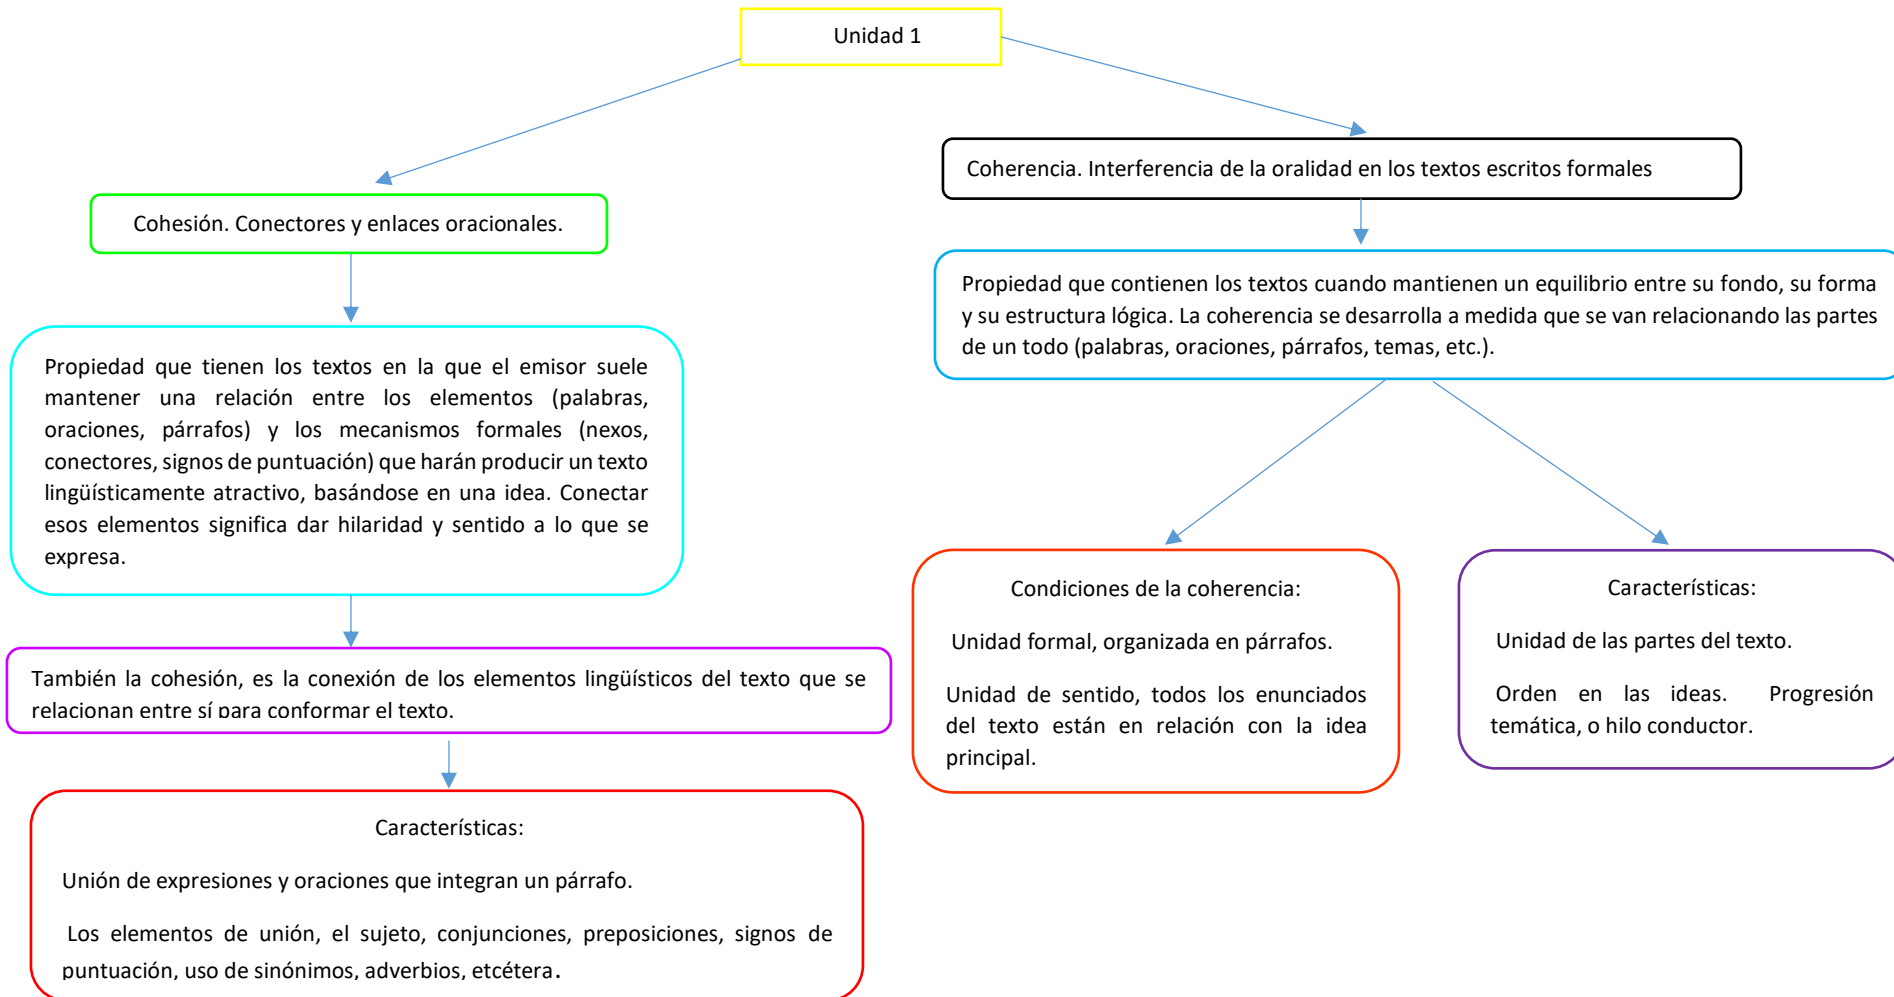 Unidad 1
Cohesión. Conectores y enlaces oracionales.
Propiedad que tienen los textos en la que el emisor suele
mantener una relación entre los elementos (palabras,
oraciones, párrafos) y los mecanismos formales (nexos,
conectores, signos de puntuación) que harán producir un texto
lingüísticamente atractivo, basándose en una idea. Conectar
esos elementos significa dar hilaridad y sentido a lo que se
expresa.
También la cohesión, es la conexión de los elementos lingüísticos del texto que se
relacionan entre sí para conformar el texto.
Características:
Unión de expresiones y oraciones que integran un párrafo.
Los elementos de unión, el sujeto, conjunciones, preposiciones, signos de
puntuación, uso de sinónimos, adverbios, etcétera.
Coherencia. Interferencia de la oralidad en los textos escritos formales
Propiedad que contienen los textos cuando mantienen un equilibrio entre su fondo, su forma
y su estructura lógica. La coherencia se desarrolla a medida que se van relacionando las partes
de un todo (palabras, oraciones, párrafos, temas, etc.).
Condiciones de la coherencia:
Unidad formal, organizada en párrafos.
Unidad de sentido, todos los enunciados
del texto están en relación con la idea
principal.
Características:
Unidad de las partes del texto.
Orden en las ideas. Progresión
temática, o hilo conductor.